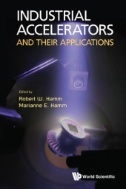 INDUSTRIAL
ACCELERATORS
AND THEIR APPLICATIONS
Edited by
Robert W. Hamm
Marianne E. Hamm
World Scientific